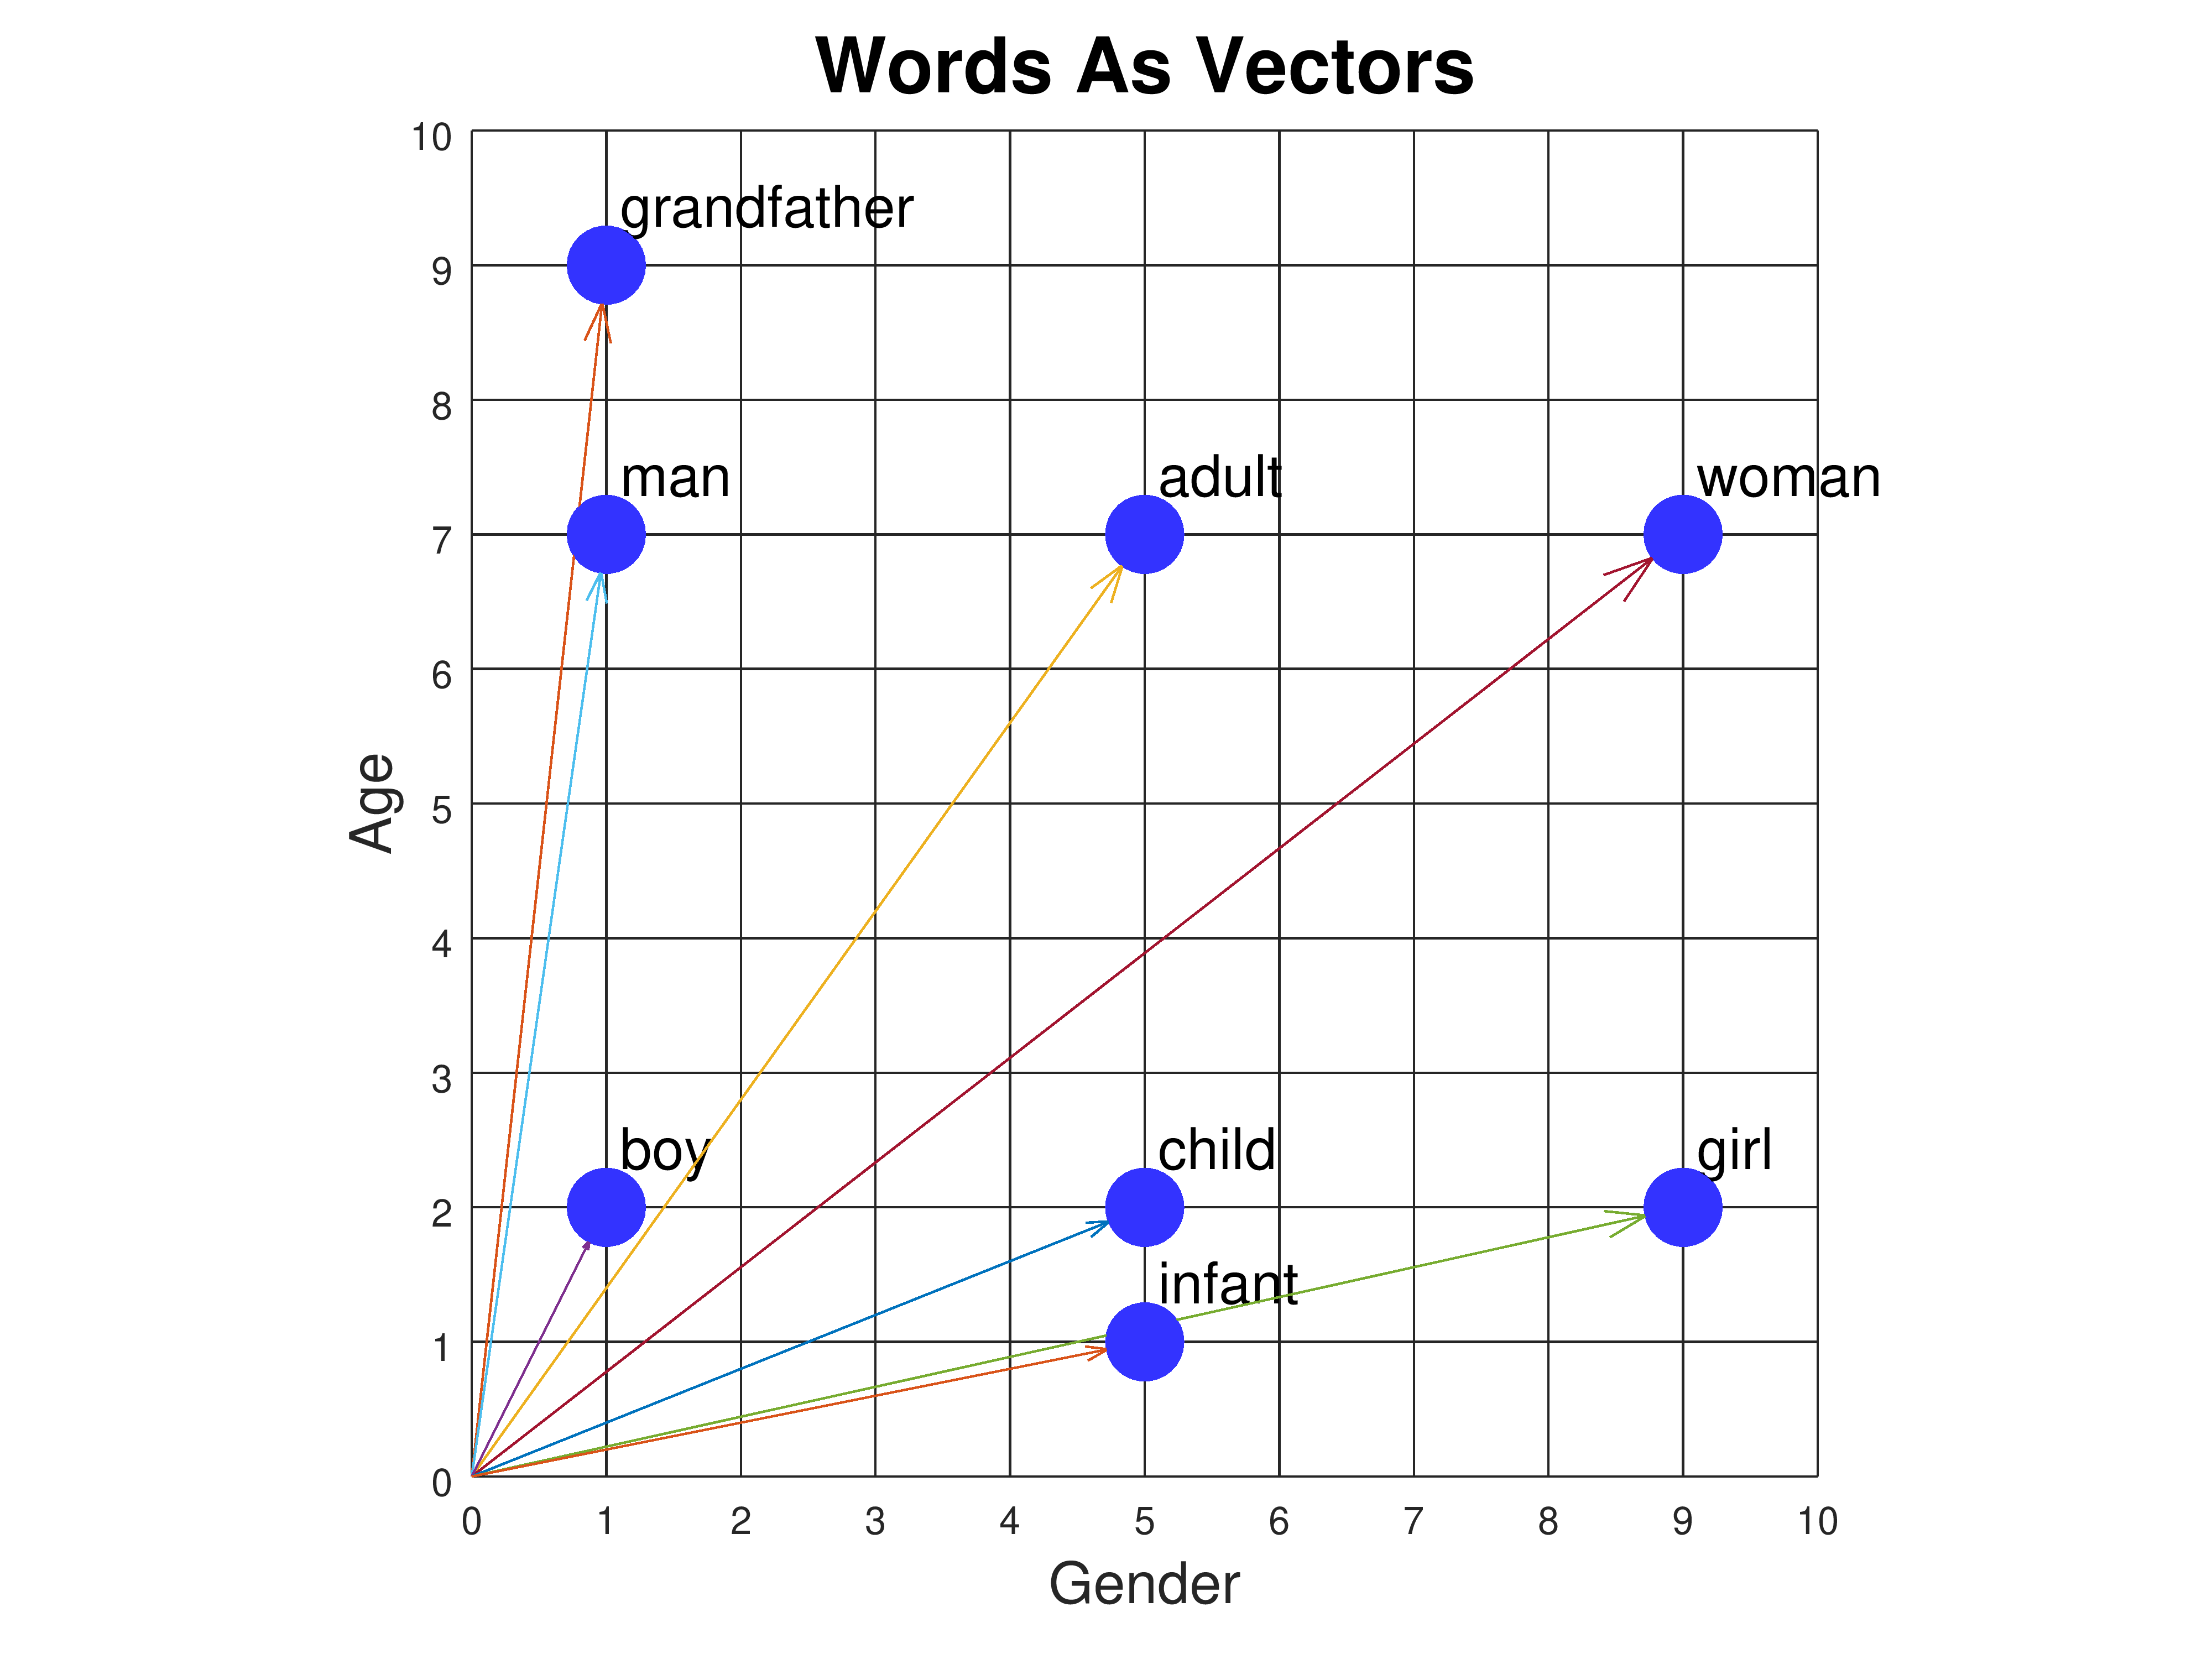 Words As Vectors
10
grandfather
9
8
man adult woman
7
6
Age
5
4
3
boy child girl
2
infant
1
0
0 1 2 3 4 5 6 7 8 9 10
Gender